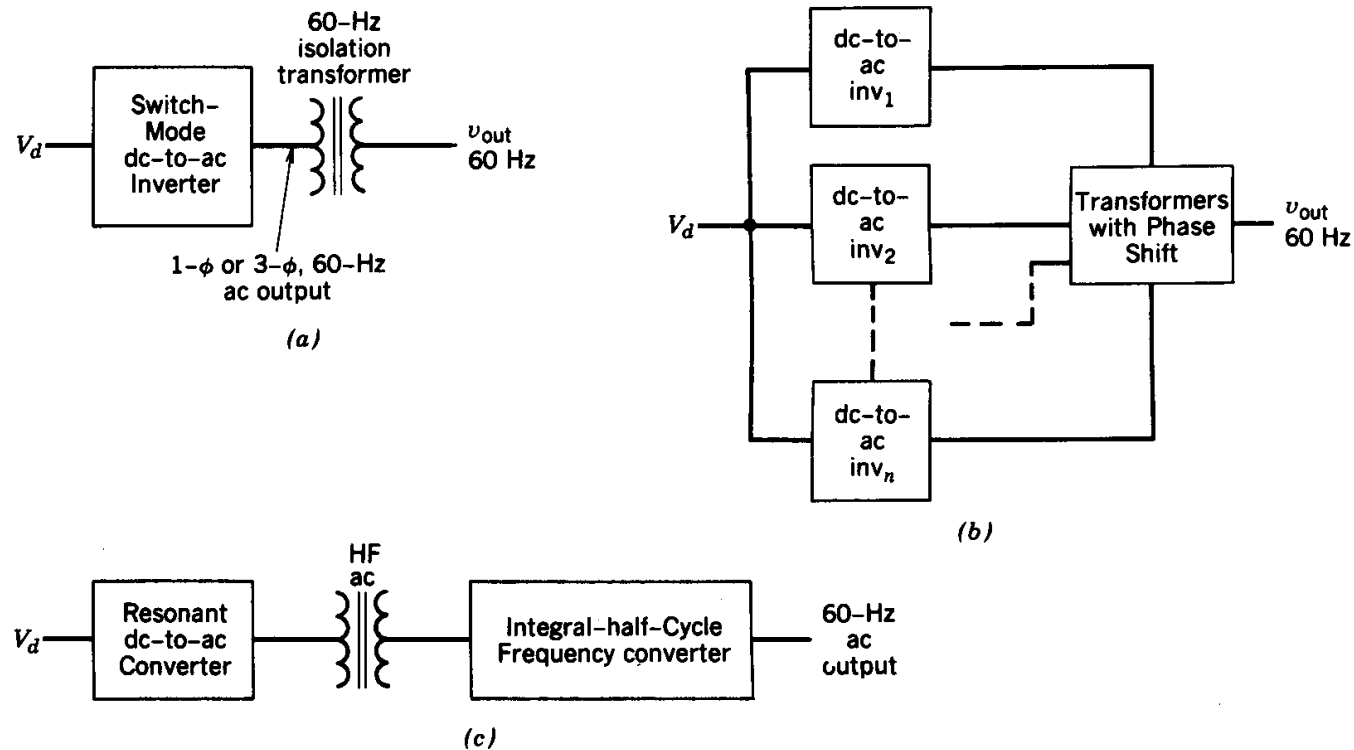 60-Hz
isolation
transformer
Switch-
Mode
dc-to-ac
Inverter
V_d
v_out
60 Hz
1-ϕ or 3-ϕ, 60-Hz
ac output
(a)
dc-to-
ac
inv_1
dc-to-
ac
inv_2
V_d
Transformers
with Phase
Shift
v_out
60 Hz
dc-to-
ac
inv_n
(b)
HF
ac
V_d
Resonant
dc-to-ac
Converter
Integral-half-Cycle
Frequency converter
60-Hz
ac
output
(c)